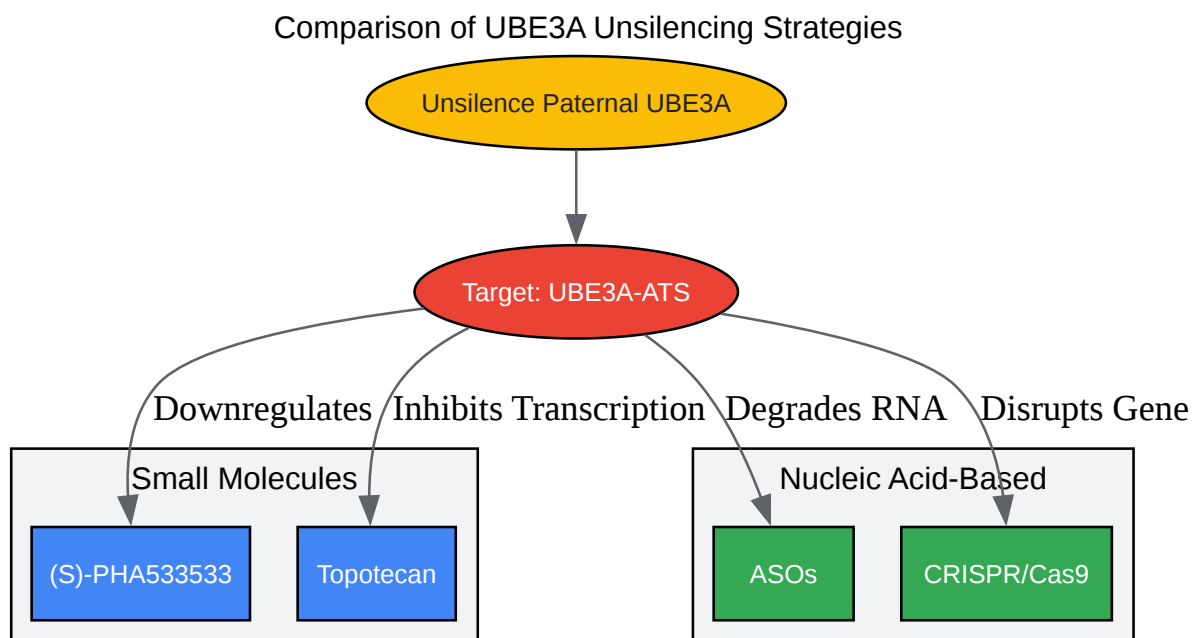 Comparison of UBE3A Unsilencing Strategies
Unsilence Paternal UBE3A
Target: UBE3A-ATS
Downregulates
Inhibits Transcription
Degrades RNA
Disrupts Gene
Small Molecules
Nucleic Acid-Based
(S)-PHA533533
Topotecan
ASOs
CRISPR/Cas9